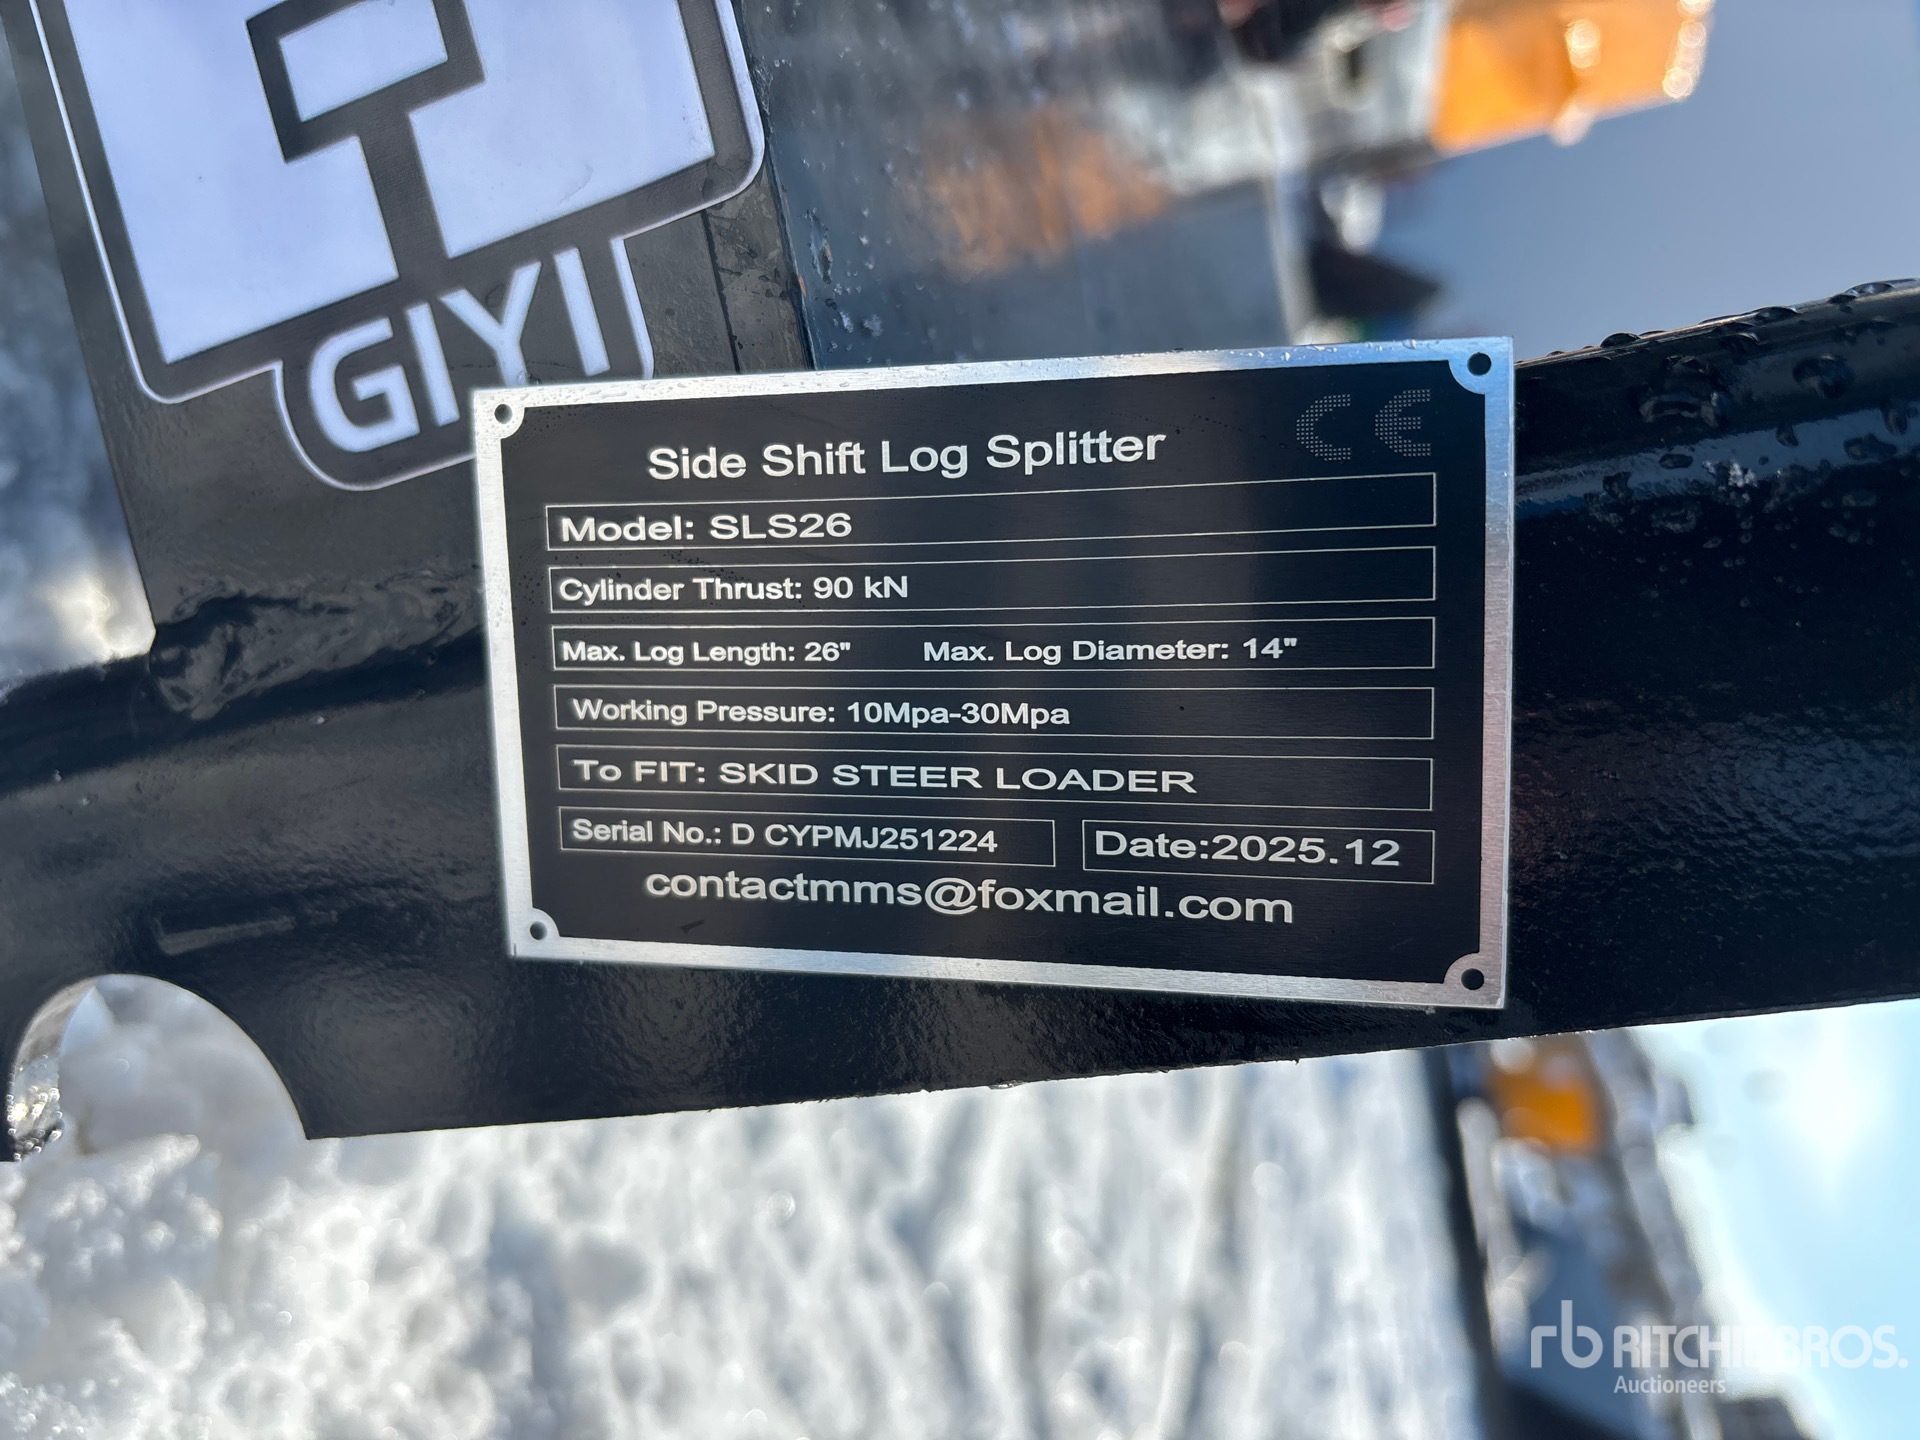 GIYI
CE
Side Shift Log Splitter
Model: SLS26
Cylinder Thrust: 90 kN
Max. Log Length: 26" Max. Log Diameter: 14"
Working Pressure: 10Mpa-30Mpa
To FIT: SKID STEER LOADER
Serial No.: D CYPMJ251224 Date:2025.12
contactmms@foxmail.com
rb RITCHIE BROS.
Auctioneers